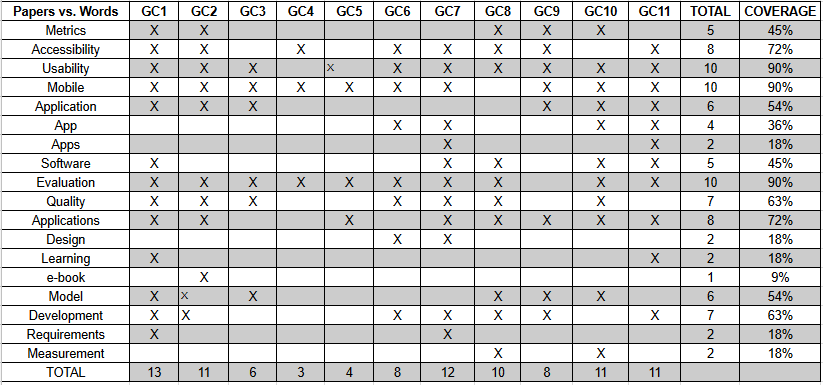 Papers vs. Words GC1 GC2 GC3 GC4 GC5 GC6 GC7 GC8 GC9 GC10 GC11 TOTAL COVERAGE
Metrics X X X X X 5 45%
Accessibility X X X X X X X X 8 72%
Usability X X X X X X X X X X 10 90%
Mobile X X X X X X X X X X 10 90%
Application X X X X X X 6 54%
App X X X X 4 36%
Apps X X 2 18%
Software X X X X X 5 45%
Evaluation X X X X X X X X X X 10 90%
Quality X X X X X X X 7 63%
Applications X X X X X X X X 8 72%
Design X X 2 18%
Learning X X 2 18%
e-book X 1 9%
Model X X X X X X 6 54%
Development X X X X X X X 7 63%
Requirements X X 2 18%
Measurement X X 2 18%
TOTAL 13 11 6 3 4 8 12 10 8 11 11